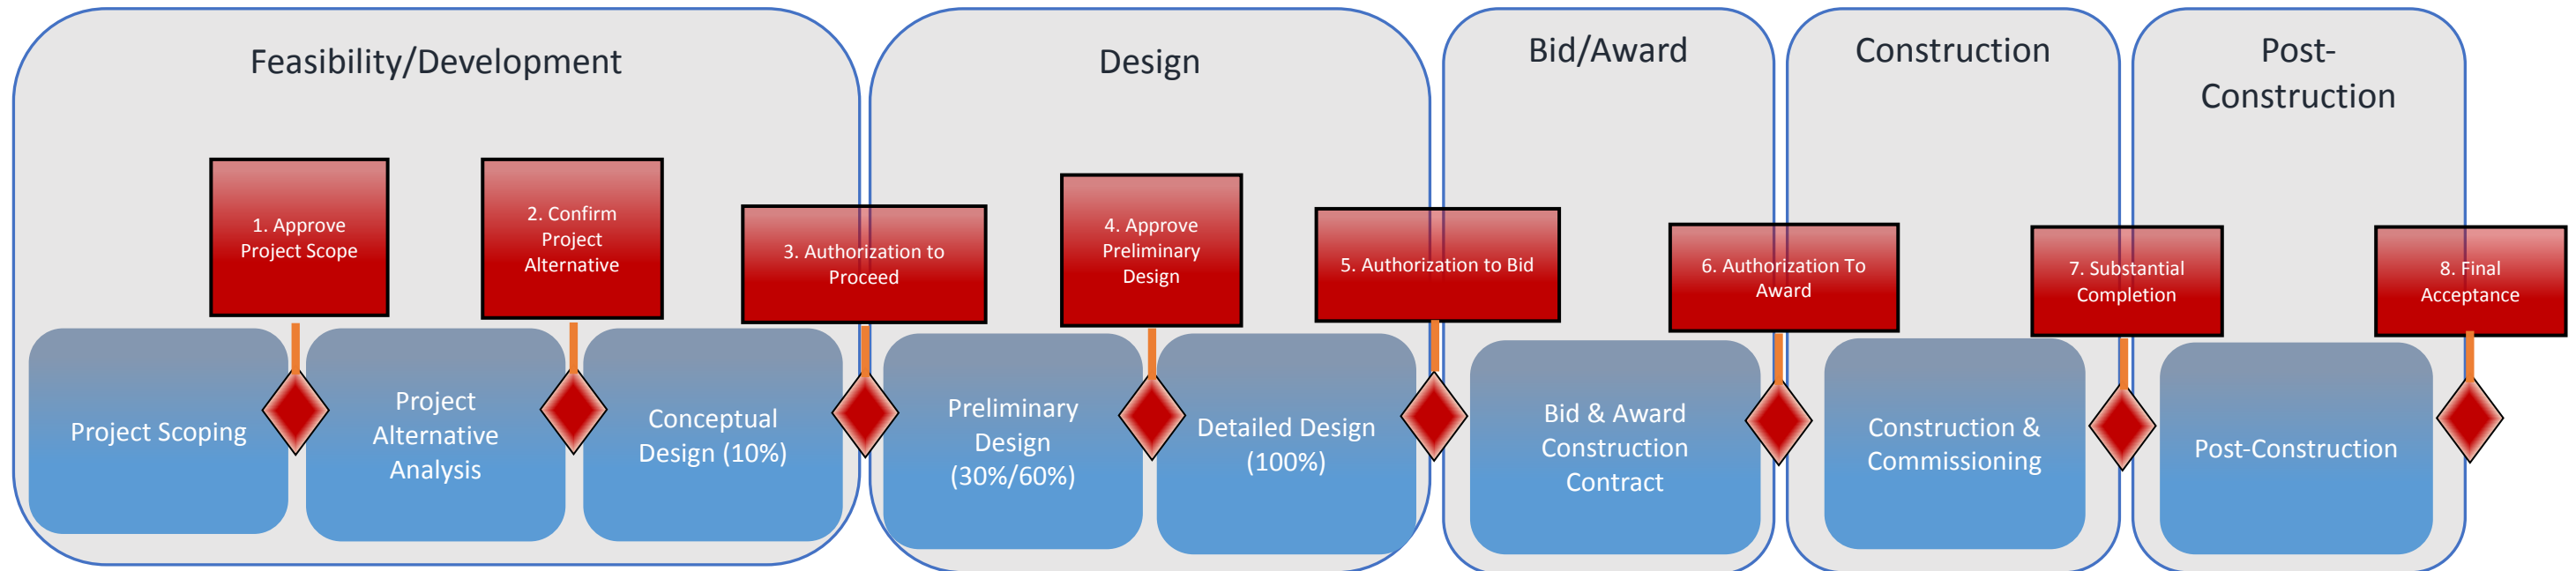 Feasibility/Development
Design
Bid/Award
Construction
Post-
Construction
1. Approve
Project Scope
2. Confirm
Project
Alternative
3. Authorization to
Proceed
4. Approve
Preliminary
Design
5. Authorization to Bid
6. Authorization To
Award
7. Substantial
Completion
8. Final
Acceptance
Project Scoping
Project
Alternative
Analysis
Conceptual
Design (10%)
Preliminary
Design
(30%/60%)
Detailed Design
(100%)
Bid & Award
Construction
Contract
Construction &
Commissioning
Post-Construction